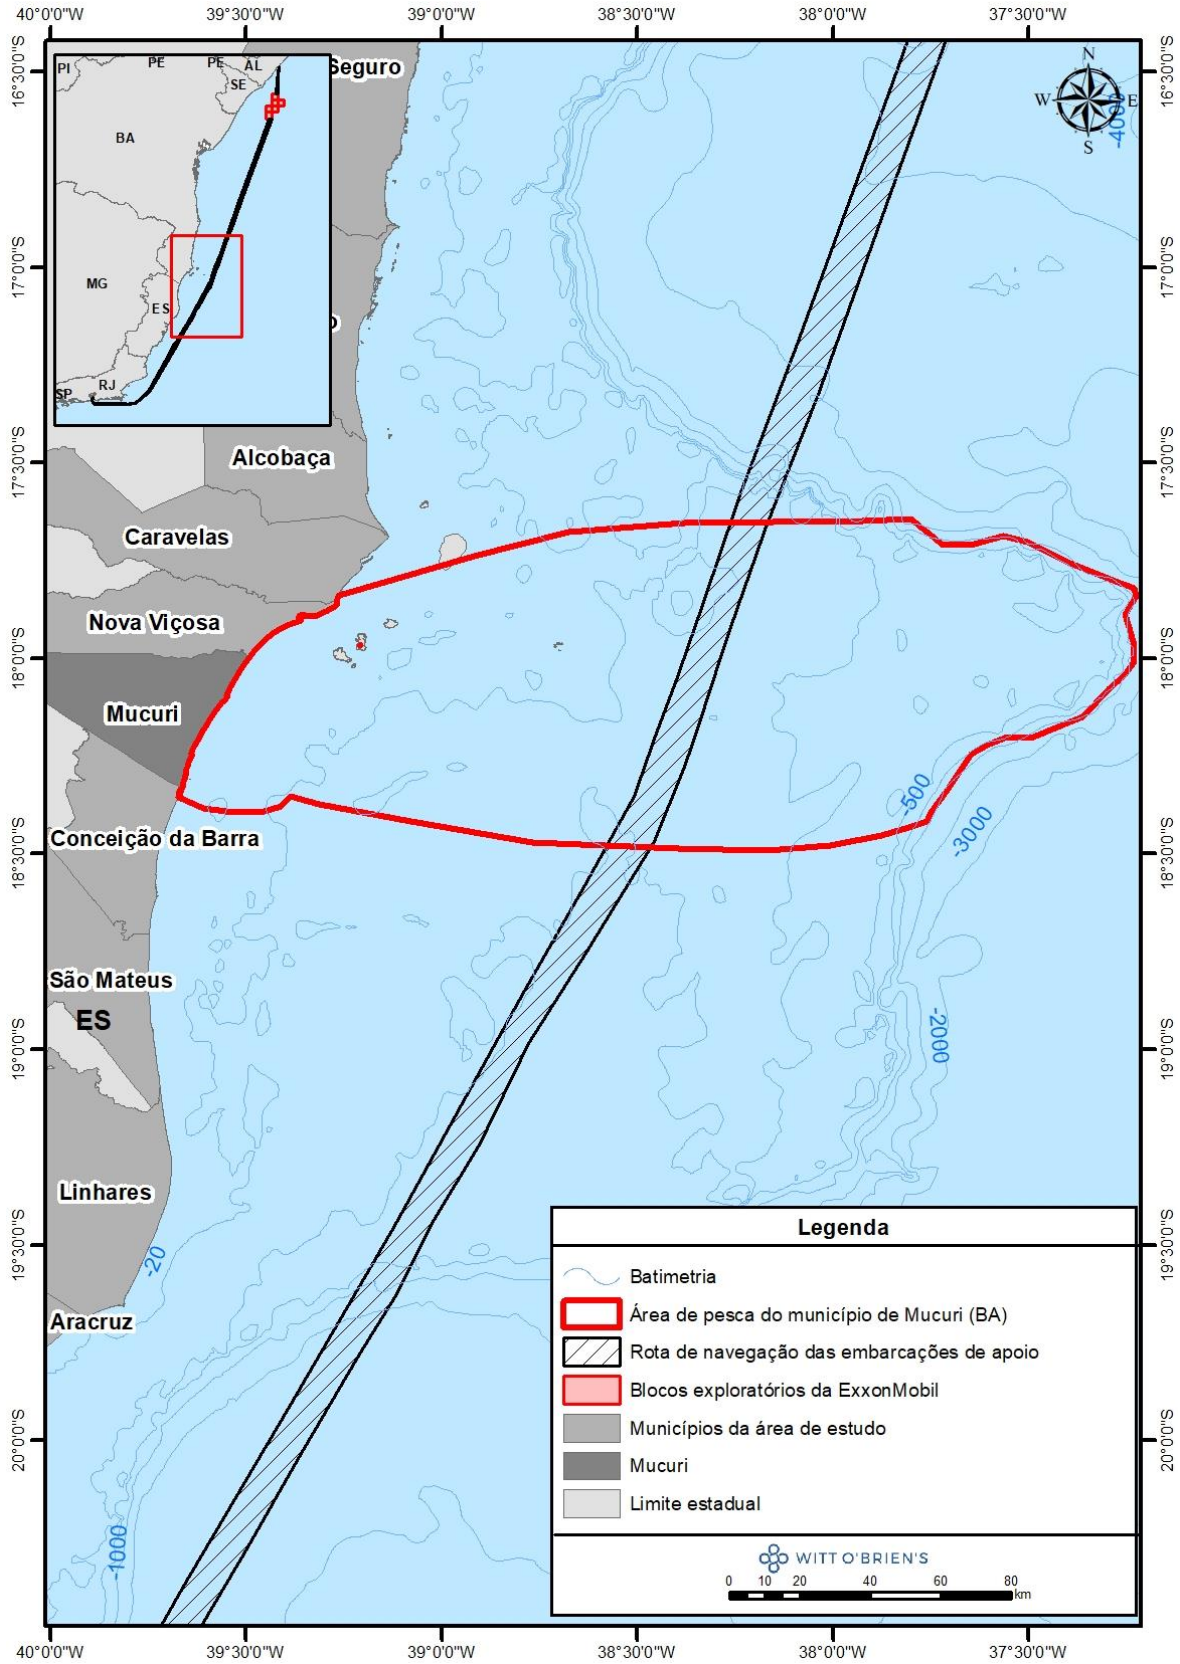 40°0'0"W 39°30'0"W 39°0'0"W 38°30'0"W 38°0'0"W 37°30'0"W
16°30'0"S
16°30'0"S
Seguro
N
W E
S
-4000
PI PE PE AL
SE
BA
MG
ES
SP RJ
17°0'0"S
17°0'0"S
17°30'0"S
17°30'0"S
Alcobaça
Caravelas
Nova Viçosa
18°0'0"S
18°0'0"S
Mucuri
-500
-3000
Conceição da Barra
18°30'0"S
18°30'0"S
São Mateus
ES
-2000
19°0'0"S
19°0'0"S
Linhares
-20
19°30'0"S
19°30'0"S
Aracruz
20°0'0"S
20°0'0"S
-1000
Legenda
Batimetria
Área de pesca do município de Mucuri (BA)
Rota de navegação das embarcações de apoio
Blocos exploratórios da ExxonMobil
Municípios da área de estudo
Mucuri
Limite estadual
WITT O'BRIEN'S
0 10 20 40 60 80
km
40°0'0"W 39°30'0"W 39°0'0"W 38°30'0"W 38°0'0"W 37°30'0"W